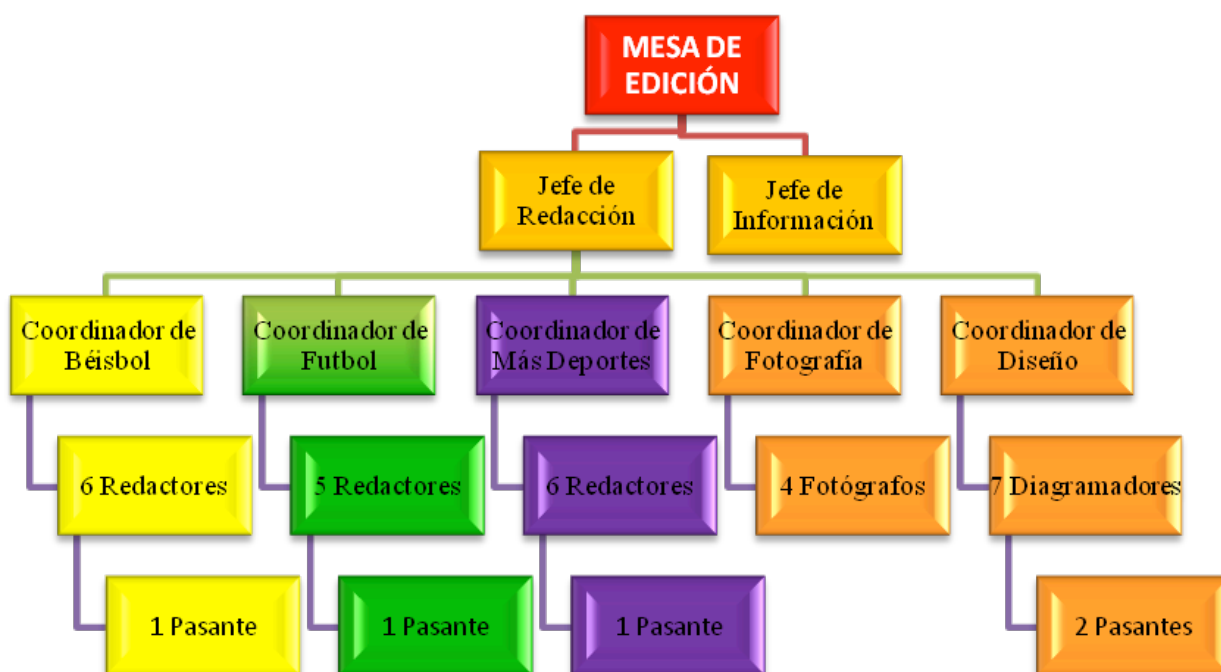 MESA DE
EDICIÓN
Jefe de
Redacción
Jefe de
Información
Coordinador de
Béisbol
Coordinador de
Futbol
Coordinador de
Más Deportes
Coordinador de
Fotografía
Coordinador de
Diseño
6 Redactores
5 Redactores
6 Redactores
4 Fotógrafos
7 Diagramadores
1 Pasante
1 Pasante
1 Pasante
2 Pasantes